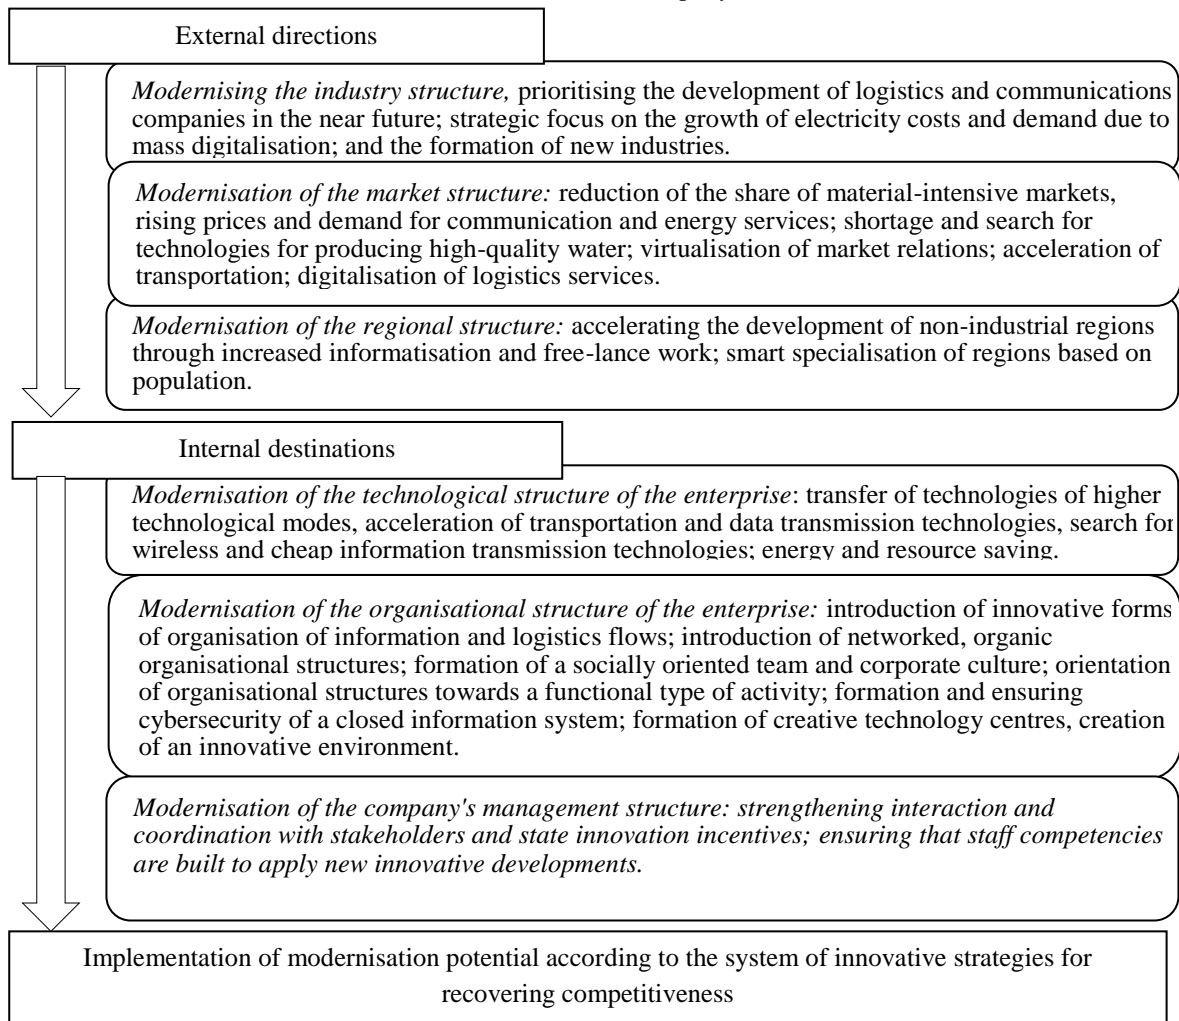 External directions
Modernising the industry structure, prioritising the development of logistics and communications
companies in the near future; strategic focus on the growth of electricity costs and demand due to
mass digitalisation; and the formation of new industries.
Modernisation of the market structure: reduction of the share of material-intensive markets,
rising prices and demand for communication and energy services; shortage and search for
technologies for producing high-quality water; virtualisation of market relations; acceleration of
transportation; digitalisation of logistics services.
Modernisation of the regional structure: accelerating the development of non-industrial regions
through increased informatisation and free-lance work; smart specialisation of regions based on
population.
Internal destinations
Modernisation of the technological structure of the enterprise: transfer of technologies of higher
technological modes, acceleration of transportation and data transmission technologies, search for
wireless and cheap information transmission technologies; energy and resource saving.
Modernisation of the organisational structure of the enterprise: introduction of innovative forms
of organisation of information and logistics flows; introduction of networked, organic
organisational structures; formation of a socially oriented team and corporate culture; orientation
of organisational structures towards a functional type of activity; formation and ensuring
cybersecurity of a closed information system; formation of creative technology centres, creation
of an innovative environment.
Modernisation of the company's management structure: strengthening interaction and
coordination with stakeholders and state innovation incentives; ensuring that staff competencies
are built to apply new innovative developments.
Implementation of modernisation potential according to the system of innovative strategies for
recovering competitiveness